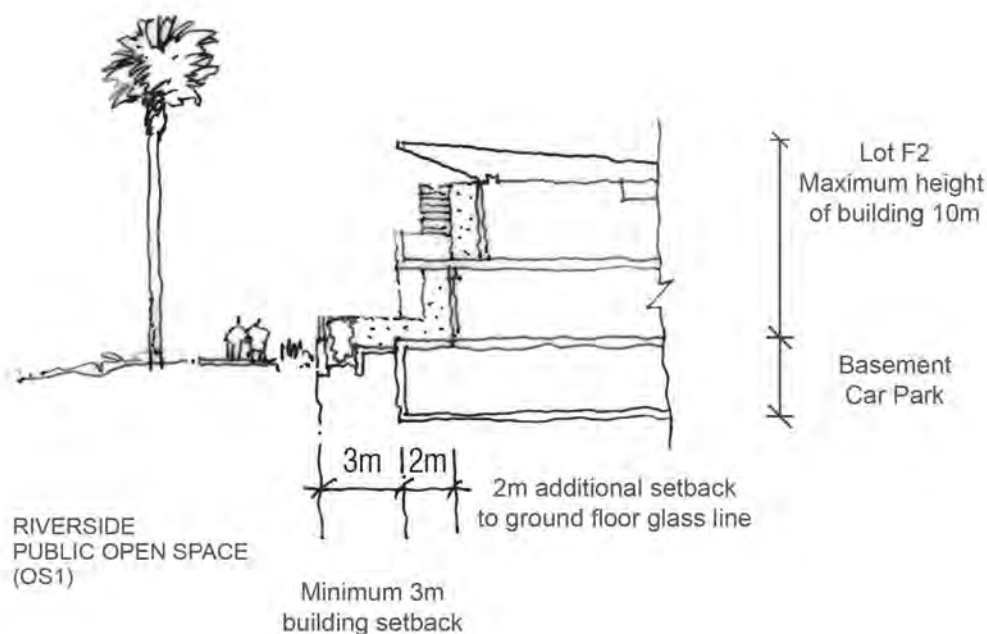 Lot F2
Maximum height
of building 10m
Basement
Car Park
3m
2m
2m additional setback
to ground floor glass line
RIVERSIDE
PUBLIC OPEN SPACE
(OS1)
Minimum 3m
building setback